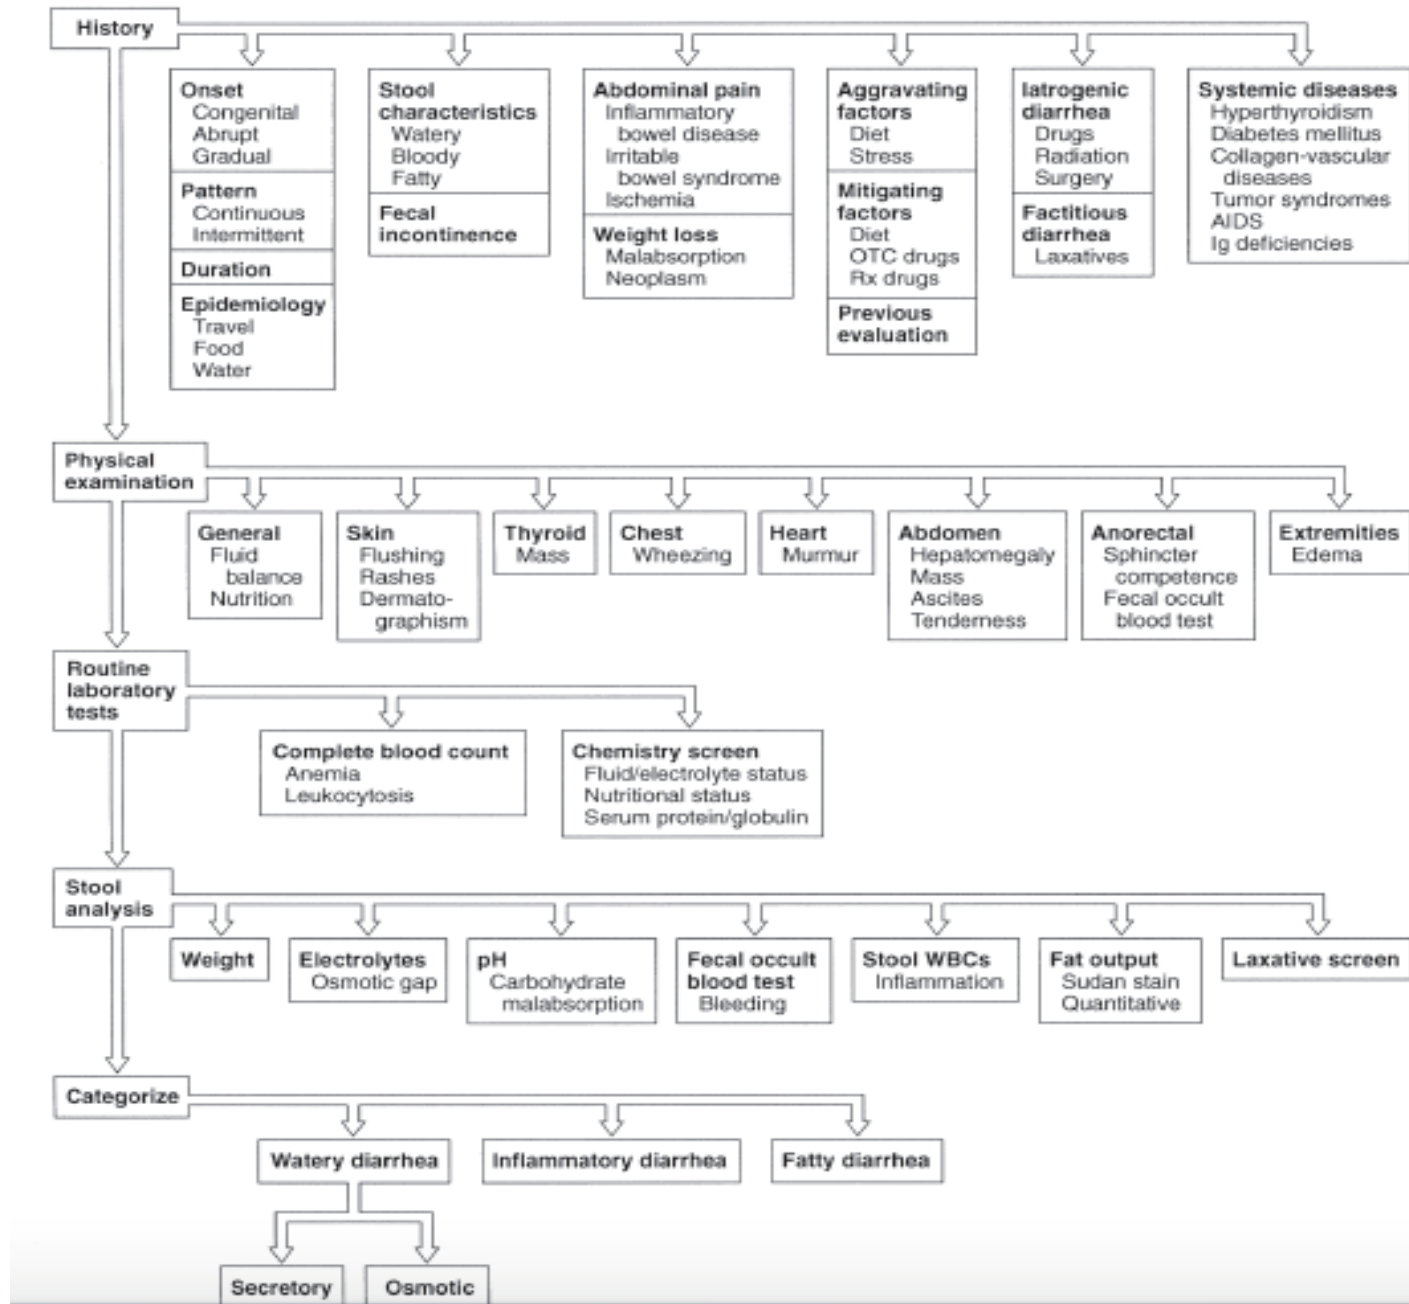 History
Onset
Congenital
Abrupt
Gradual
Pattern
Continuous
Intermittent
Duration
Epidemiology
Travel
Food
Water
Stool
characteristics
Watery
Bloody
Fatty
Fecal
incontinence
Abdominal pain
Inflammatory
bowel disease
Irritable
bowel syndrome
Ischemia
Weight loss
Malabsorption
Neoplasm
Aggravating
factors
Diet
Stress
Mitigating
factors
Diet
OTC drugs
Rx drugs
Previous
evaluation
Iatrogenic
diarrhea
Drugs
Radiation
Surgery
Factitious
diarrhea
Laxatives
Systemic diseases
Hyperthyroidism
Diabetes mellitus
Collagen-vascular
diseases
Tumor syndromes
AIDS
Ig deficiencies
Physical
examination
General
Fluid
balance
Nutrition
Skin
Flushing
Rashes
Dermato-
graphism
Thyroid
Mass
Chest
Wheezing
Heart
Murmur
Abdomen
Hepatomegaly
Mass
Ascites
Tenderness
Anorectal
Sphincter
competence
Fecal occult
blood test
Extremities
Edema
Routine
laboratory
tests
Complete blood count
Anemia
Leukocytosis
Chemistry screen
Fluid/electrolyte status
Nutritional status
Serum protein/globulin
Stool
analysis
Weight
Electrolytes
Osmotic gap
pH
Carbohydrate
malabsorption
Fecal occult
blood test
Bleeding
Stool WBCs
Inflammation
Fat output
Sudan stain
Quantitative
Laxative screen
Categorize
Watery diarrhea
Inflammatory diarrhea
Fatty diarrhea
Secretory
Osmotic